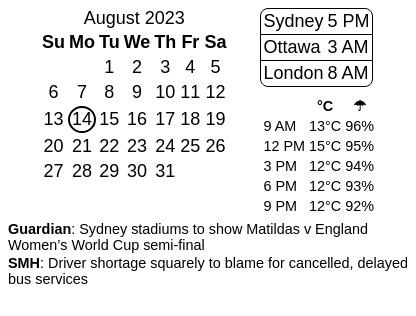 August 2023
Su Mo Tu We Th Fr Sa
1 2 3 4 5
6 7 8 9 10 11 12
13 14 15 16 17 18 19
20 21 22 23 24 25 26
27 28 29 30 31
Sydney 5 PM
Ottawa 3 AM
London 8 AM
°C ☂
9 AM 13°C 96%
12 PM 15°C 95%
3 PM 12°C 94%
6 PM 12°C 93%
9 PM 12°C 92%
Guardian: Sydney stadiums to show Matildas v England
Women’s World Cup semi-final
SMH: Driver shortage squarely to blame for cancelled, delayed
bus services